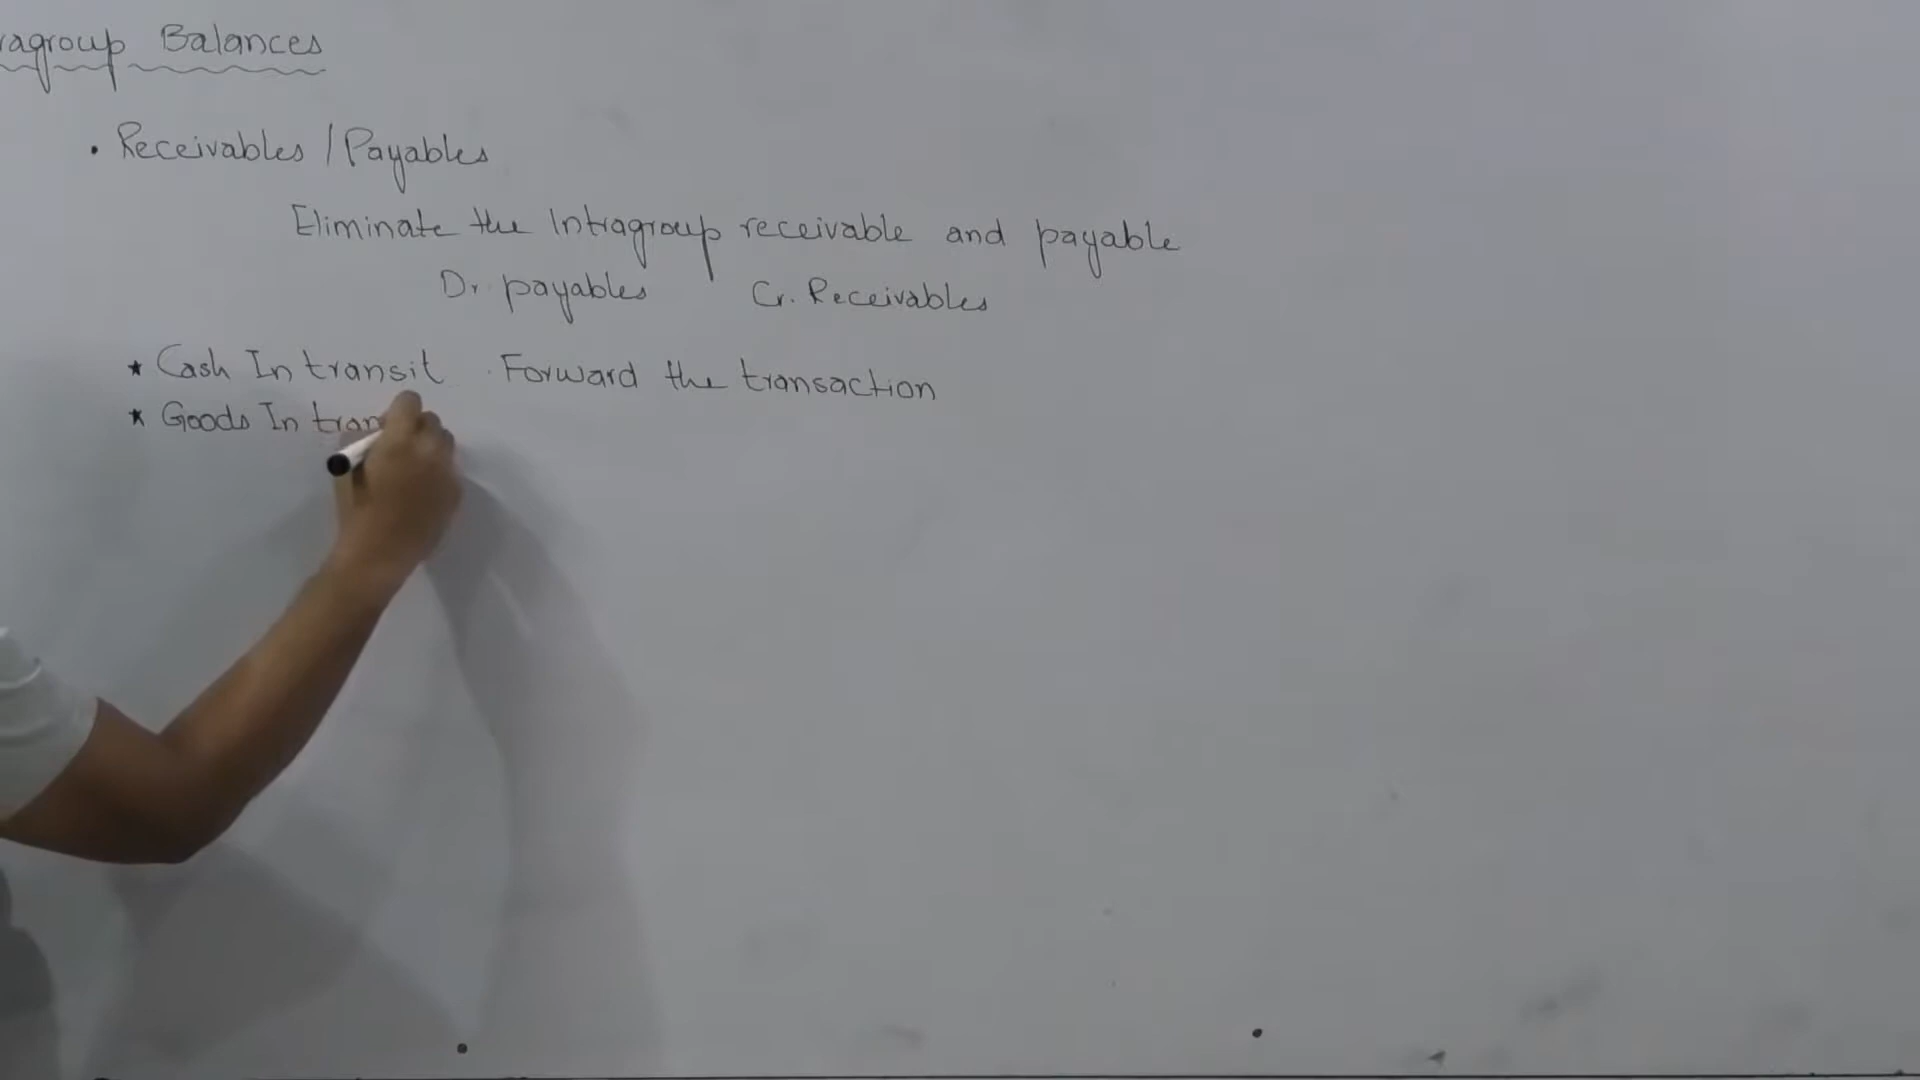 ragroup Balances
• Receivables / Payables
Eliminate the Intragroup receivable and payable
Dr. payables Cr. Receivables
* Cash In transit . Forward the transaction
* Goods In tran